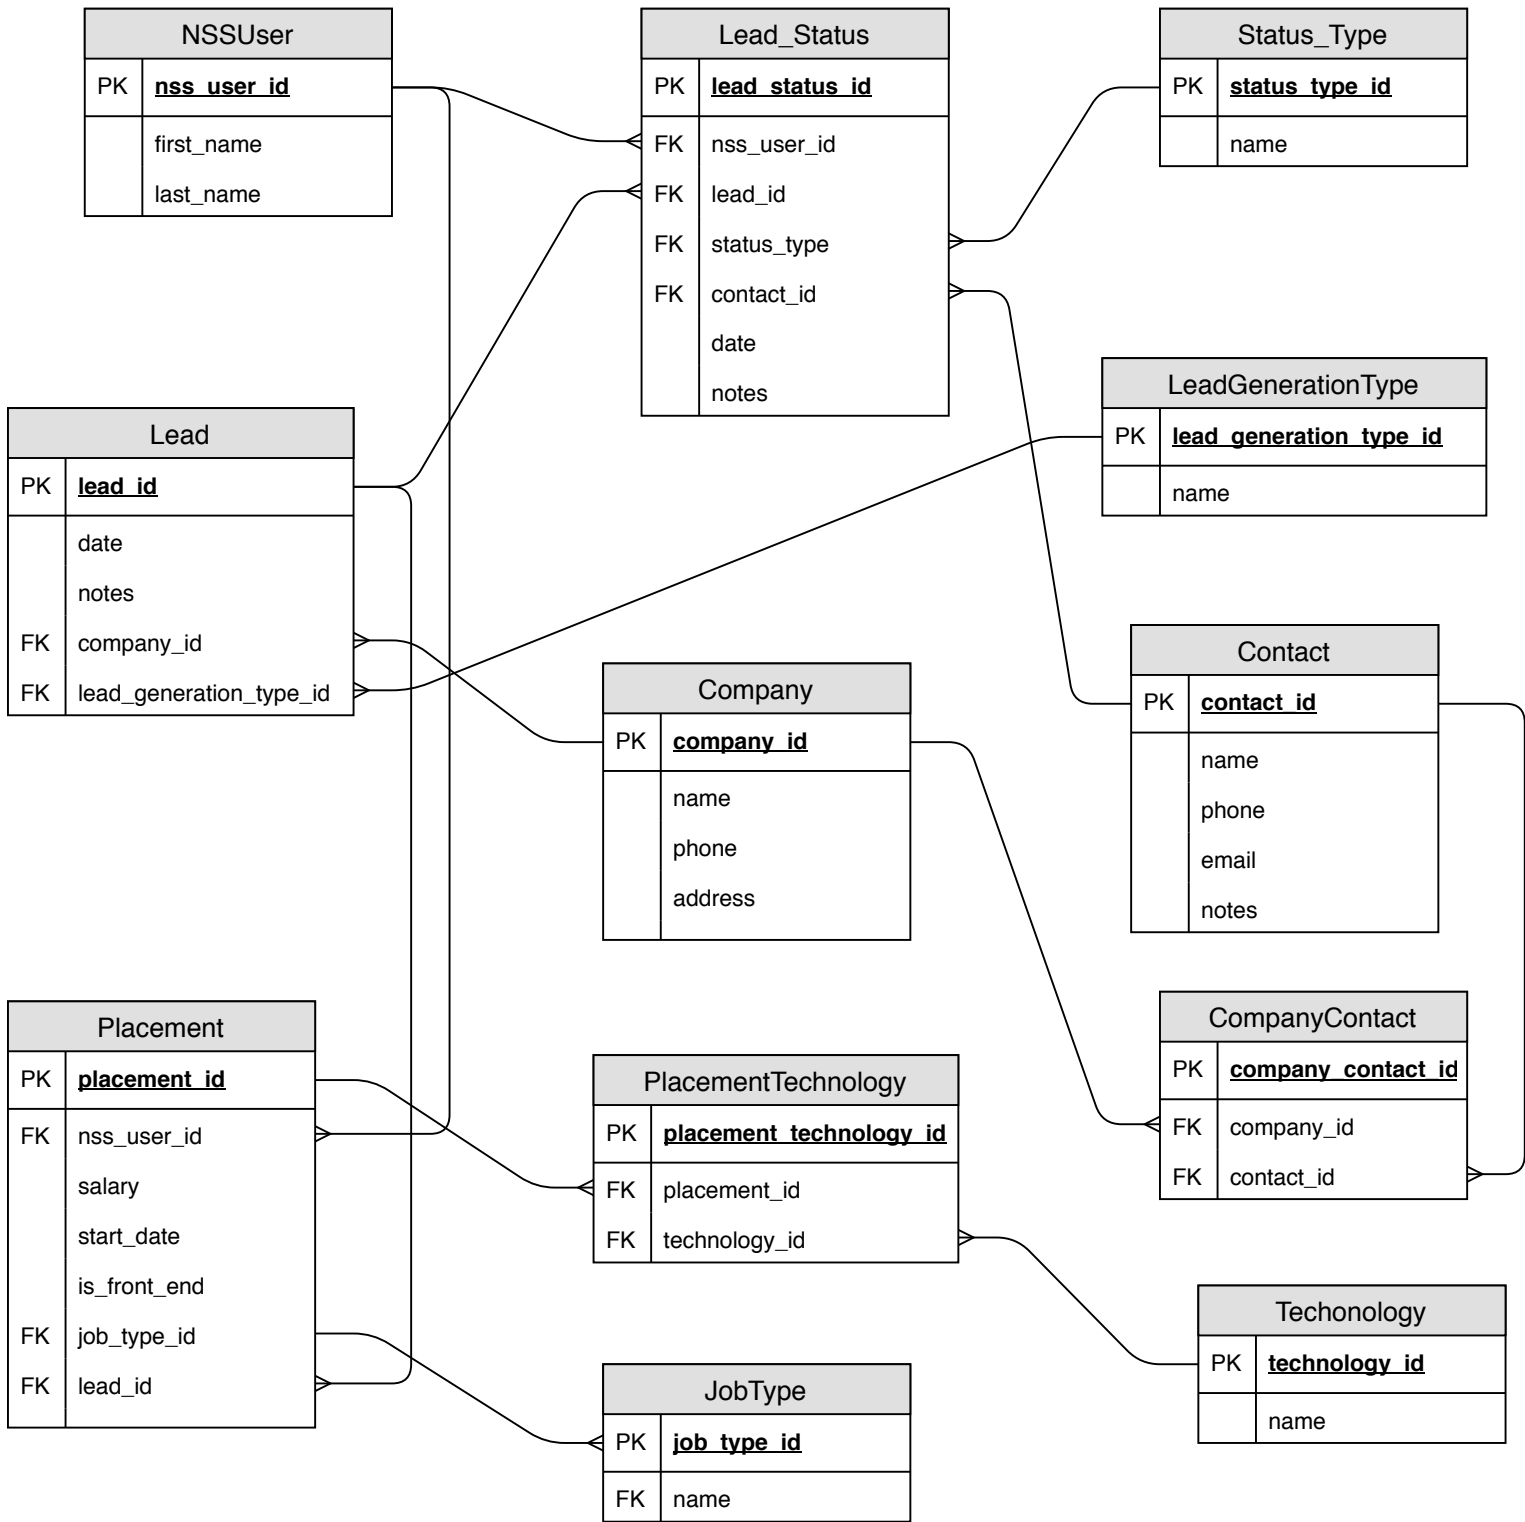 NSSUser
PK nss_user_id
first_name
last_name
Lead_Status
PK lead_status_id
FK nss_user_id
FK lead_id
FK status_type
FK contact_id
date
notes
Status_Type
PK status_type_id
name
LeadGenerationType
PK lead_generation_type_id
name
Lead
PK lead_id
date
notes
FK company_id
FK lead_generation_type_id
Company
PK company_id
name
phone
address
Contact
PK contact_id
name
phone
email
notes
Placement
PK placement_id
FK nss_user_id
salary
start_date
is_front_end
FK job_type_id
FK lead_id
PlacementTechnology
PK placement_technology_id
FK placement_id
FK technology_id
CompanyContact
PK company_contact_id
FK company_id
FK contact_id
Techonology
PK technology_id
name
JobType
PK job_type_id
FK name